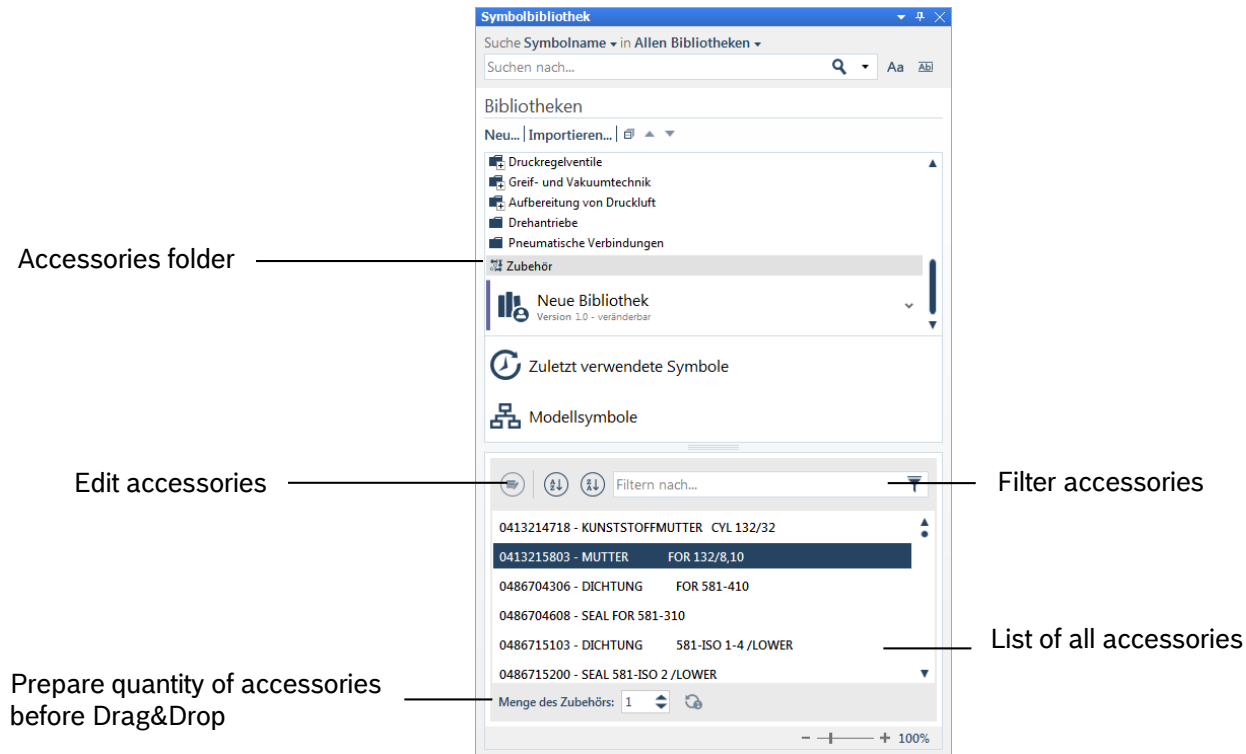 Symbolbibliothek
Suche Symbolname in Allen Bibliotheken
Suchen nach...
Aa Ab
Bibliotheken
Neu... Importieren...
Druckregelventile
Greif- und Vakuumtechnik
Aufbereitung von Druckluft
Drehantriebe
Pneumatische Verbindungen
Accessories folder
Zubehör
Neue Bibliothek
Version 1.0 - veränderbar
Zuletzt verwendete Symbole
Modellsymbole
Edit accessories
Filtern nach...
Filter accessories
0413214718 - KUNSTSTOFFMUTTER CYL 132/32
0413215803 - MUTTER FOR 132/8,10
0486704306 - DICHTUNG FOR 581-410
0486704608 - SEAL FOR 581-310
0486715103 - DICHTUNG 581-ISO 1-4 /LOWER
List of all accessories
0486715200 - SEAL 581-ISO 2 /LOWER
Prepare quantity of accessories
before Drag&Drop
Menge des Zubehörs: 1
100%